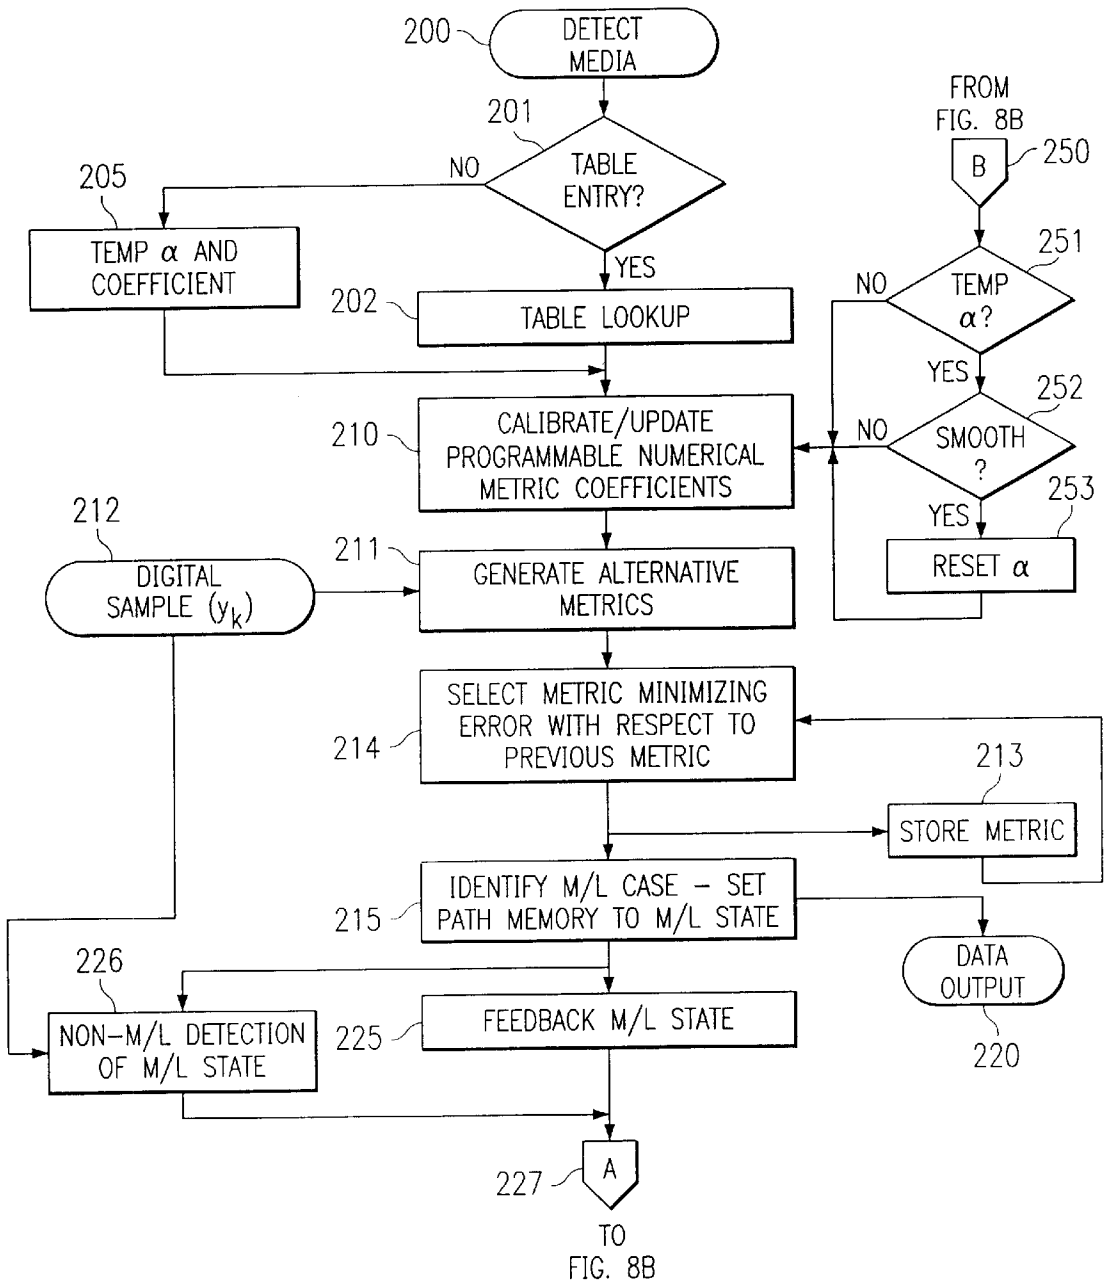 200
DETECT
MEDIA
201
TABLE
ENTRY?
NO
YES
205
TEMP α AND
COEFFICIENT
202
TABLE LOOKUP
FROM
FIG. 8B
B
250
251
TEMP
α?
NO
YES
252
SMOOTH
?
NO
YES
253
RESET α
210
CALIBRATE/UPDATE
PROGRAMMABLE NUMERICAL
METRIC COEFFICIENTS
212
DIGITAL
SAMPLE (yk)
211
GENERATE ALTERNATIVE
METRICS
214
SELECT METRIC MINIMIZING
ERROR WITH RESPECT TO
PREVIOUS METRIC
213
STORE METRIC
215
IDENTIFY M/L CASE – SET
PATH MEMORY TO M/L STATE
DATA
OUTPUT
220
226
NON–M/L DETECTION
OF M/L STATE
225
FEEDBACK M/L STATE
227
A
TO
FIG. 8B